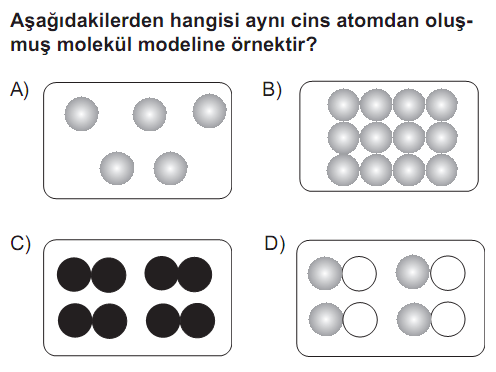 Aşağıdakilerden hangisi aynı cins atomdan oluş-
muş molekül modeline örnektir?
A)
B)
C)
D)